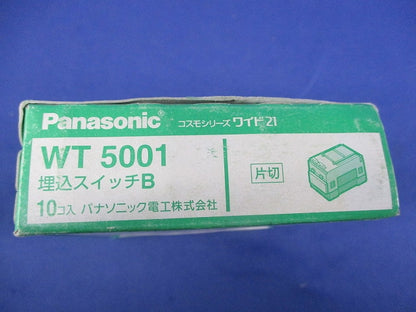 Panasonic コスモシリーズ ワイド21
WT 5001
埋込スイッチB
片切
10コ入 パナソニック電工株式会社